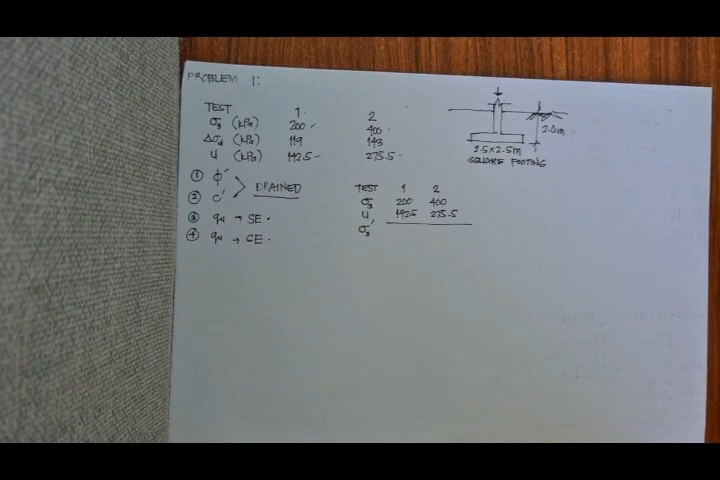 PROBLEM 1:
TEST 1 2
σ₃ (kPa) 200 400
Δσd (kPa) 119 143
u (kPa) 142.5 275.5
① φ'
② c'
DRAINED
③ qu → SE
④ qu → CE
2.0m
2.5 x 2.5m
SQUARE FOOTING
TEST 1 2
σ₃ 200 400
u 142.5 275.5
σ₃'